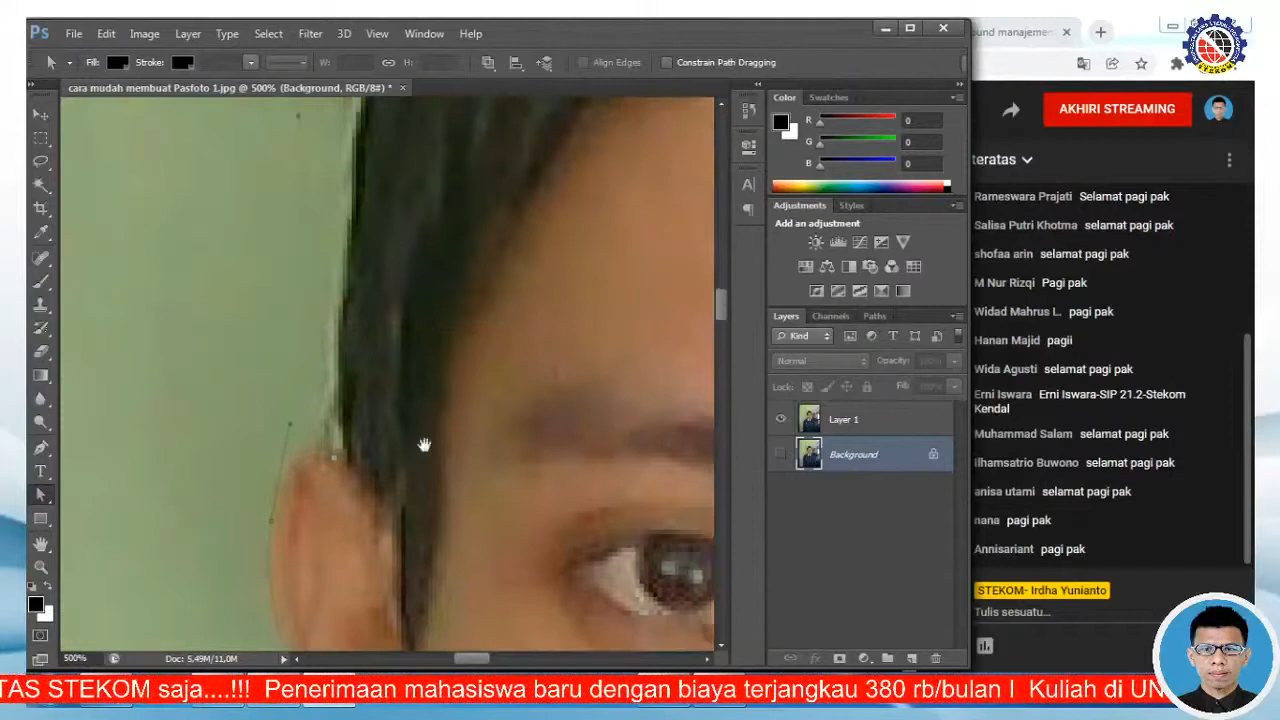 Ps File Edit Image Layer Type Select Filter 3D View Window Help
Fill: Stroke: W: H: Align Edges Constrain Path Dragging
cara mudah membuat Pasfoto 1.jpg @ 500% (Background, RGB/8#) *
Color Swatches
R 0
G 0
B 0
Adjustments Styles
Add an adjustment
Layers Channels Paths
Kind
Normal Opacity: 100%
Lock: Fill: 100%
Layer 1
Background
500% Doc: 5,49M/11,0M
ound manajemen
STEKOM
AKHIRI STREAMING
teratas
Rameswara Prajati Selamat pagi pak
Salisa Putri Khotma selamat pagi pak
shofaa arin selamat pagi pak
M Nur Rizqi Pagi pak
Widad Mahrus L.. pagi pak
Hanan Majid pagii
Wida Agusti selamat pagi pak
Erni Iswara Erni Iswara-SIP 21.2-Stekom
Kendal
Muhammad Salam selamat pagi pak
Ilhamsatrio Buwono selamat pagi pak
anisa utami selamat pagi pak
nana pagi pak
Annisariant pagi pak
STEKOM- Irdha Yunianto
Tulis sesuatu...
TAS STEKOM saja....!!! Penerimaan mahasiswa baru dengan biaya terjangkau 380 rb/bulan I Kuliah di UN